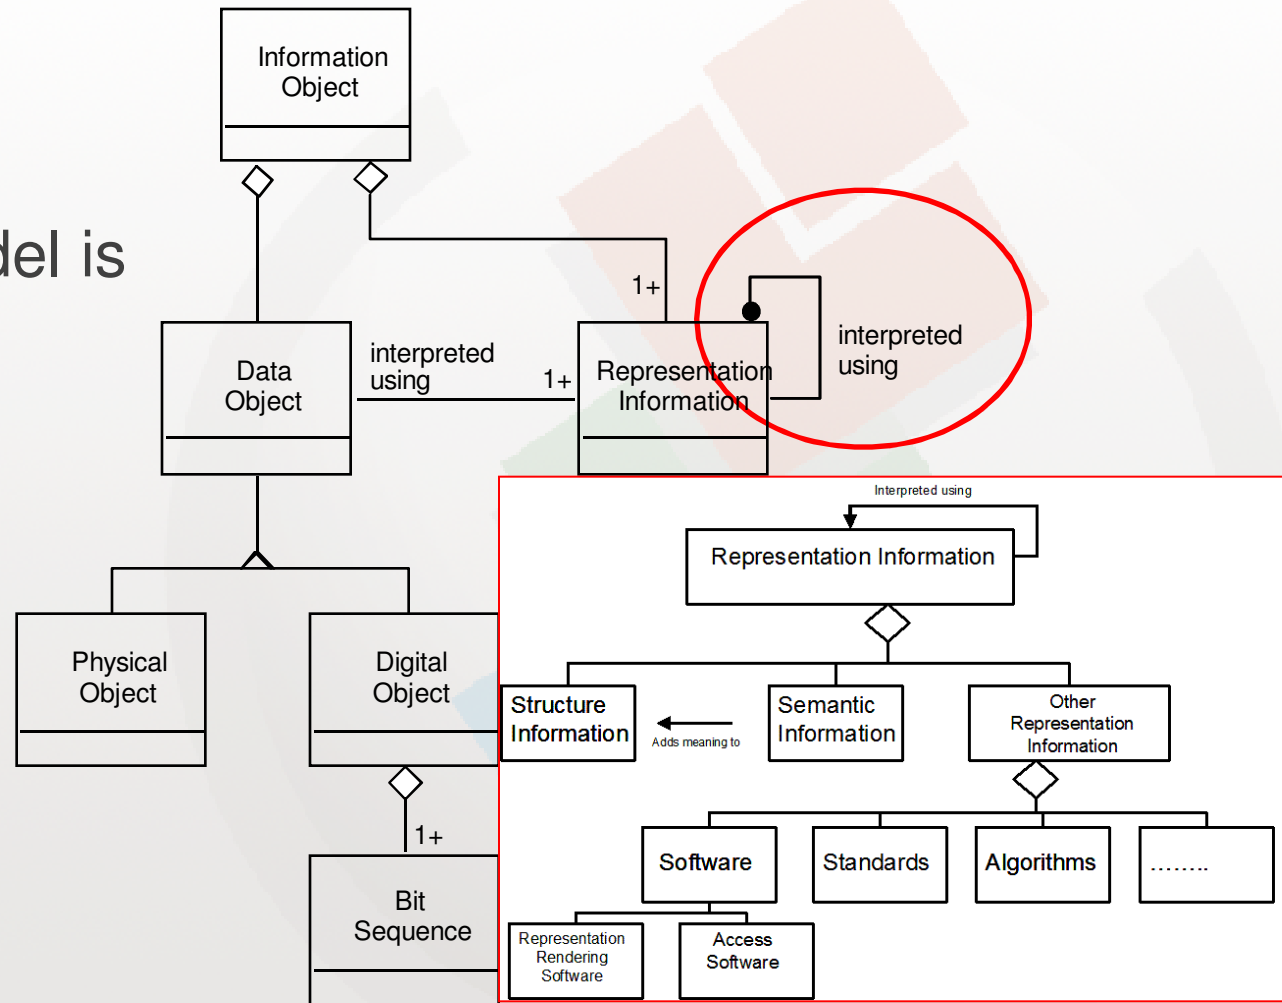 Information
Object
del is
1+
interpreted
using
Data
Object
interpreted
using
1+
Representation
Information
Physical
Object
Digital
Object
1+
Bit
Sequence
Interpreted using
Representation Information
Structure
Information
Adds meaning to
Semantic
Information
Other
Representation
Information
Software
Standards
Algorithms
........
Representation
Rendering
Software
Access
Software